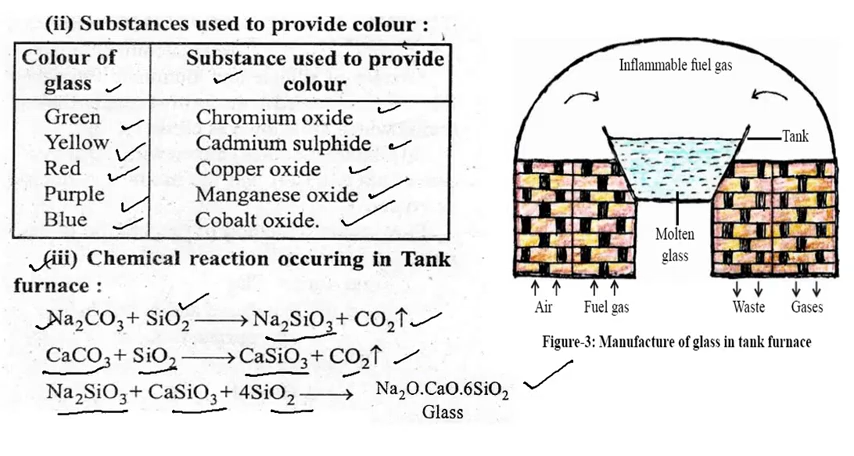 (ii) Substances used to provide colour :
Colour of glass | Substance used to provide colour
Green | Chromium oxide
Yellow | Cadmium sulphide
Red | Copper oxide
Purple | Manganese oxide
Blue | Cobalt oxide.
(iii) Chemical reaction occuring in Tank
furnace :
Na₂CO₃ + SiO₂ ⟶ Na₂SiO₃ + CO₂↑
CaCO₃ + SiO₂ ⟶ CaSiO₃ + CO₂↑
Na₂SiO₃ + CaSiO₃ + 4SiO₂ ⟶ Na₂O.CaO.6SiO₂
Glass
Inflammable fuel gas
Tank
Molten
glass
Air
Fuel gas
Waste
Gases
Figure-3: Manufacture of glass in tank furnace